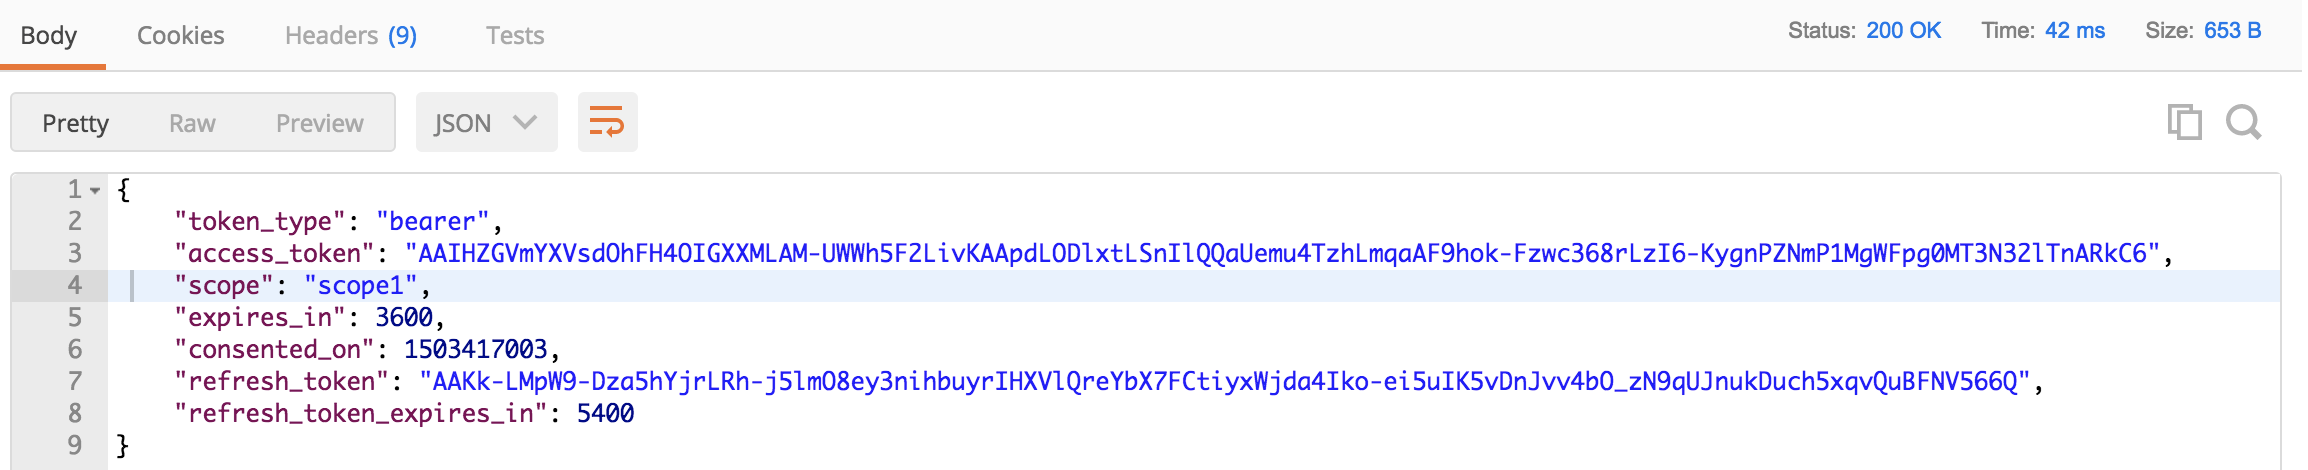 Body Cookies Headers (9) Tests Status: 200 OK Time: 42 ms Size: 653 B
Pretty Raw Preview JSON
1 {
2 "token_type": "bearer",
3 "access_token": "AAIHZGVmYXVsdOhFH4OIGXXMLAM-UWWh5F2LivKAApdLODlxtLSnIlQQaUemu4TzhLmqaAF9hok-Fzwc368rLzI6-KygnPZNmP1MgWFpg0MT3N32lTnARkC6",
4 "scope": "scope1",
5 "expires_in": 3600,
6 "consented_on": 1503417003,
7 "refresh_token": "AAKk-LMpW9-Dza5hYjrLRh-j5lmO8ey3nihbuyrIHXVlQreYbX7FCtiyxWjda4Iko-ei5uIK5vDnJvv4bO_zN9qUJnukDuch5xqvQuBFNV566Q",
8 "refresh_token_expires_in": 5400
9 }